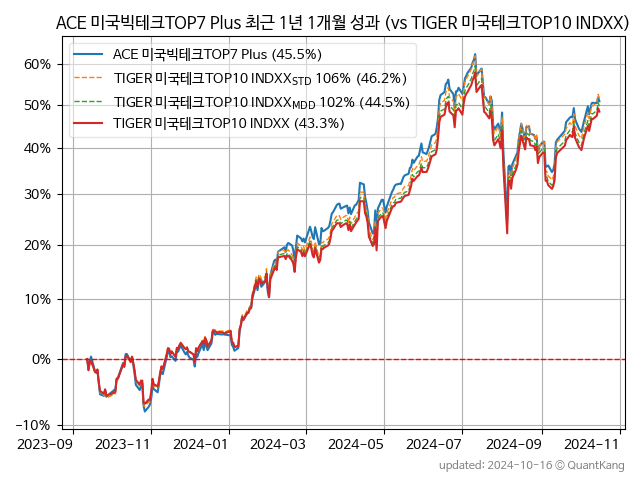 ACE 미국빅테크TOP7 Plus 최근 1년 1개월 성과 (vs TIGER 미국테크TOP10 INDXX)
ACE 미국빅테크TOP7 Plus (45.5%)
TIGER 미국테크TOP10 INDXX_STD 106% (46.2%)
TIGER 미국테크TOP10 INDXX_MDD 102% (44.5%)
TIGER 미국테크TOP10 INDXX (43.3%)
60%
50%
40%
30%
20%
10%
0%
-10%
2023-09 2023-11 2024-01 2024-03 2024-05 2024-07 2024-09 2024-11
updated: 2024-10-16 © QuantKang